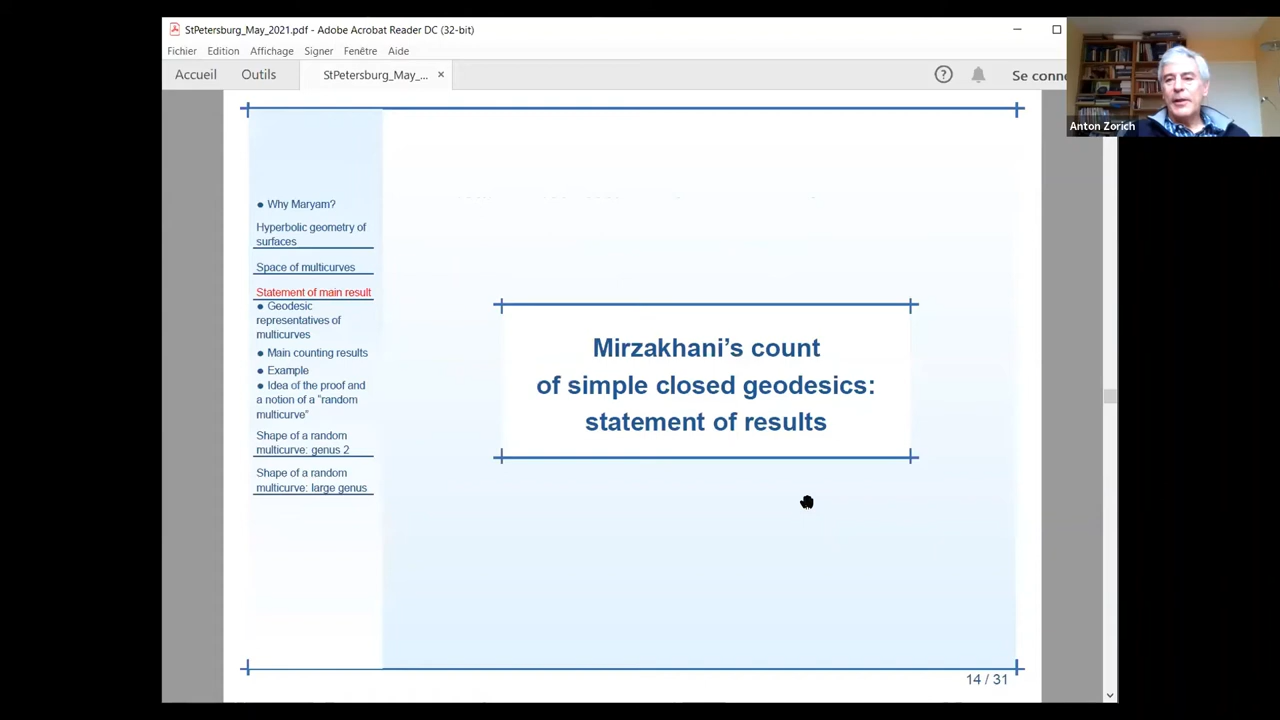 StPetersburg_May_2021.pdf - Adobe Acrobat Reader DC (32-bit)
Fichier Edition Affichage Signer Fenêtre Aide
Accueil Outils StPetersburg_May_... × ? Se conn
Anton Zorich
• Why Maryam?
Hyperbolic geometry of
surfaces
Space of multicurves
Statement of main result
• Geodesic
representatives of
multicurves
• Main counting results
• Example
• Idea of the proof and
a notion of a "random
multicurve"
Shape of a random
multicurve: genus 2
Shape of a random
multicurve: large genus
Mirzakhani's count
of simple closed geodesics:
statement of results
14 / 31